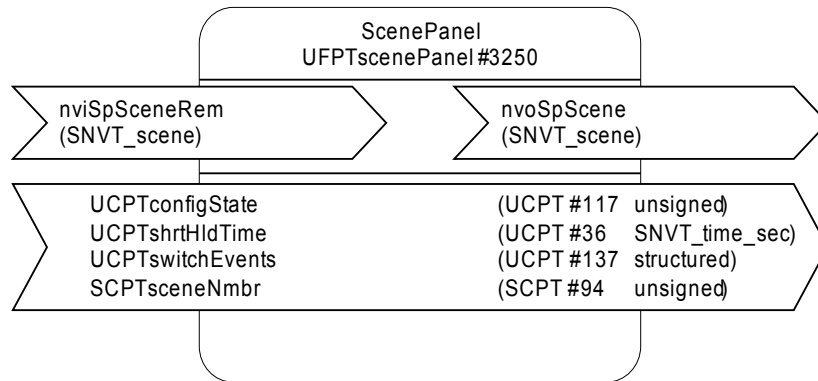 ScenePanel
UFPTscenePanel #3250
nviSpSceneRem
(SNVT_scene)
nvoSpScene
(SNVT_scene)
UCPTconfigState (UCPT #117 unsigned)
UCPTshrtHldTime (UCPT #36 SNVT_time_sec)
UCPTswitchEvents (UCPT #137 structured)
SCPTsceneNmbr (SCPT #94 unsigned)